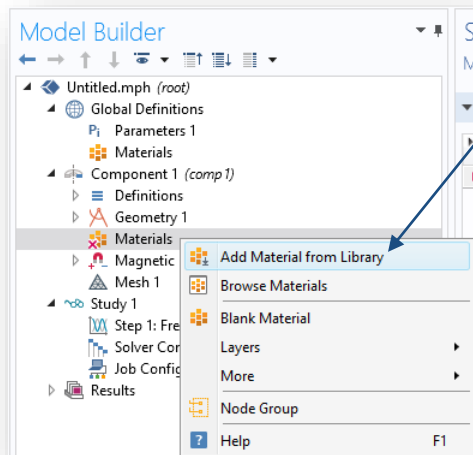 Model Builder
Untitled.mph (root)
Global Definitions
Pi Parameters 1
Materials
Component 1 (comp1)
Definitions
Geometry 1
Materials
Add Material from Library
Magnetic
Browse Materials
Mesh 1
Study 1
Blank Material
Step 1: Fre
Layers
Solver Con
More
Job Config
Results
Node Group
Help F1